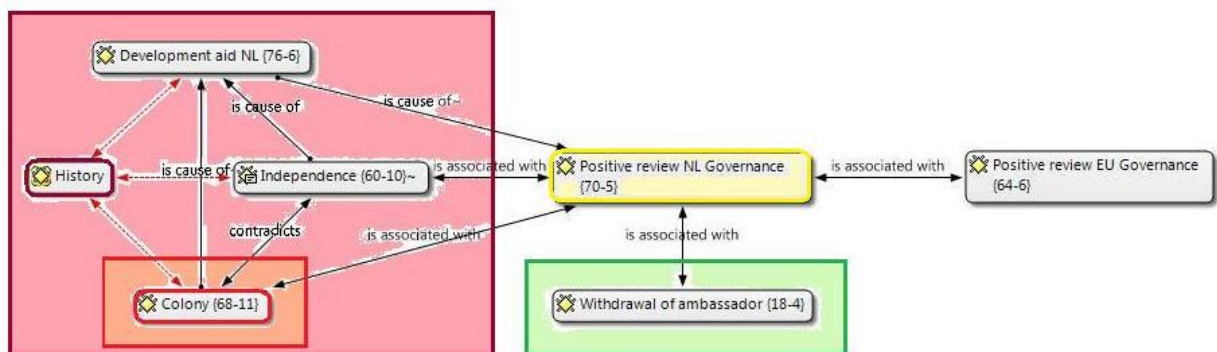 Development aid NL {76-6}
is cause of
is cause of~
Positive review NL Governance
{70-5}
is associated with
Positive review EU Governance
{64-6}
History
is cause of
Independence {60-10}~
is associated with
contradicts
is associated with
is associated with
Colony {68-11}
Withdrawal of ambassador {18-4}